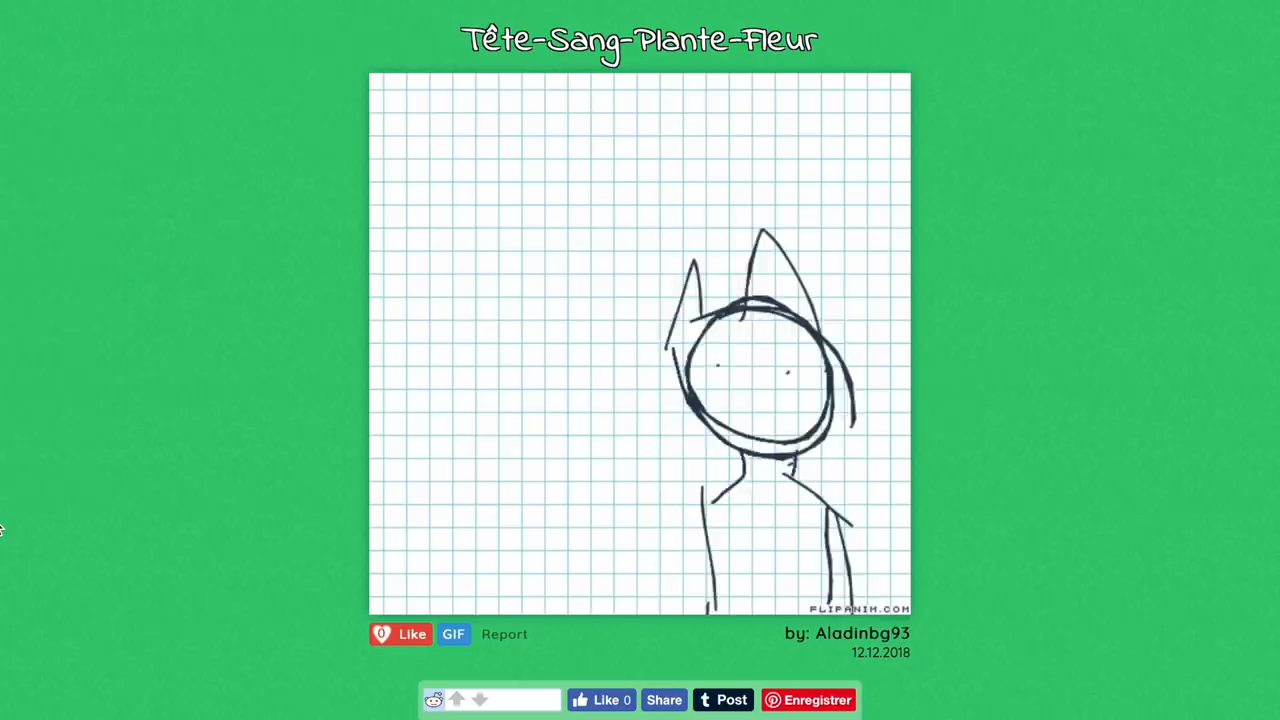 Tête-Sang-Plante-Fleur
FLIPANIM.COM
0 Like GIF Report
by: Aladinbg93
12.12.2018
Like 0 Share Post Enregistrer